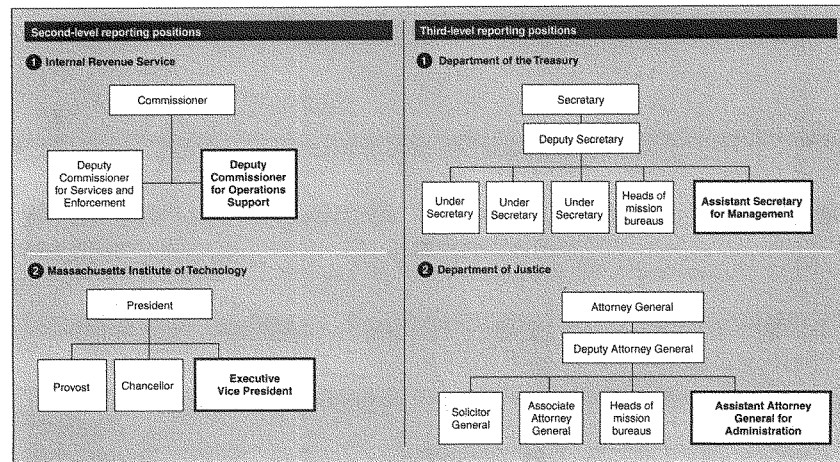 Second-level reporting positions
1 Internal Revenue Service
Commissioner
Deputy
Commissioner
for Services and
Enforcement
Deputy
Commissioner
for Operations
Support
2 Massachusetts Institute of Technology
President
Provost
Chancellor
Executive
Vice President
Third-level reporting positions
1 Department of the Treasury
Secretary
Deputy Secretary
Under
Secretary
Under
Secretary
Under
Secretary
Heads of
mission
bureaus
Assistant Secretary
for Management
2 Department of Justice
Attorney General
Deputy Attorney General
Solicitor
General
Associate
Attorney
General
Heads of
mission
bureaus
Assistant Attorney
General for
Administration